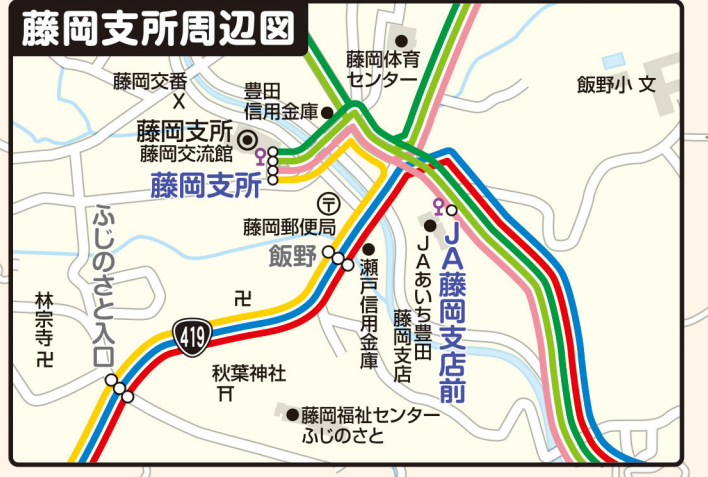 藤岡支所周辺図
藤岡体育
センター
飯野小 文
藤岡交番
豊田
信用金庫
藤岡支所
藤岡交流館
藤岡支所
〒
藤岡郵便局
飯野
ふじのさと入口
JA藤岡支店前
JAあいち豊田
藤岡支店
瀬戸信用金庫
林宗寺
419
秋葉神社
藤岡福祉センター
ふじのさと